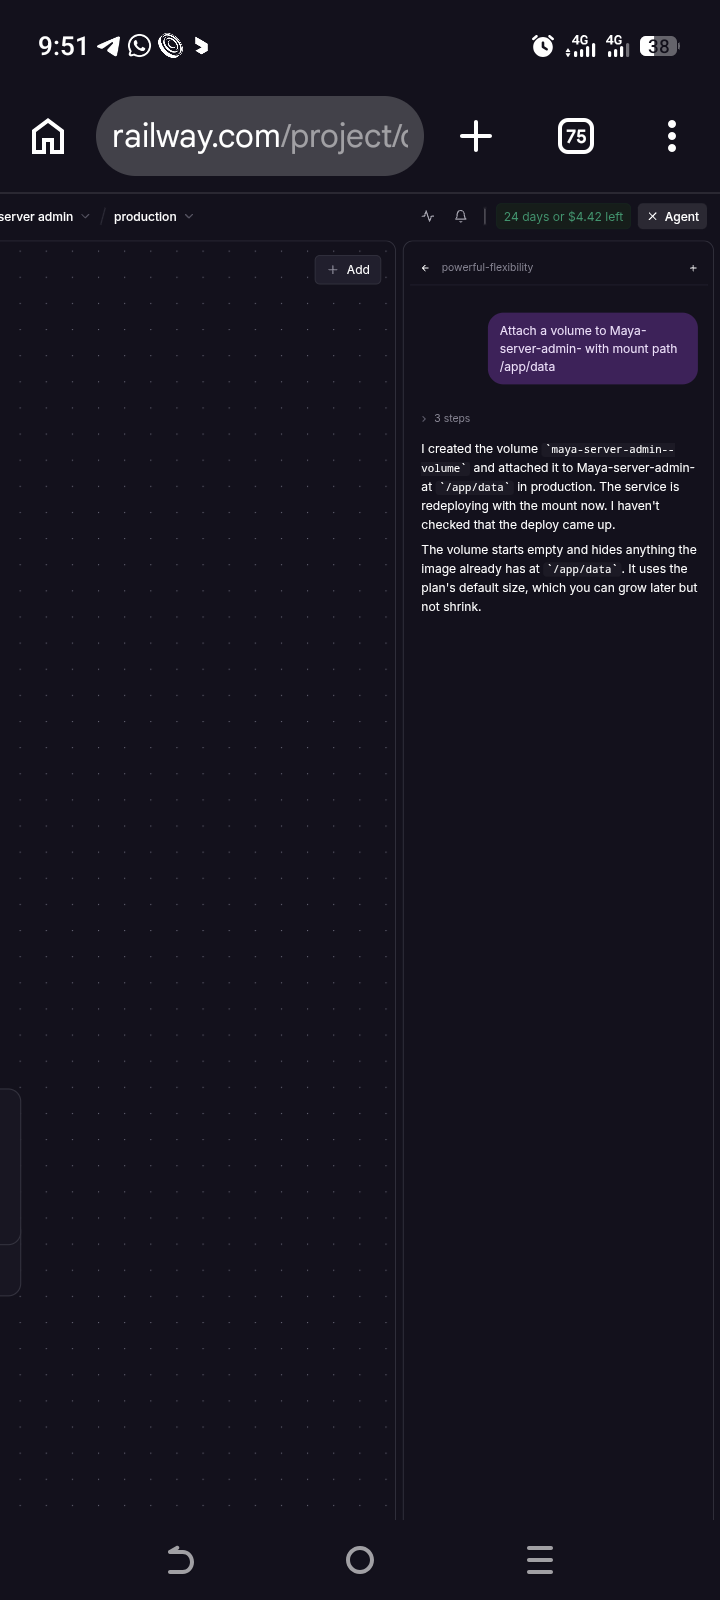 9:51
4G 4G 38
railway.com/project/
75
server admin / production
24 days or $4.42 left
Agent
Add
powerful-flexibility
Attach a volume to Maya-
server-admin- with mount path
/app/data
3 steps
I created the volume `maya-server-admin--
volume` and attached it to Maya-server-admin-
at `/app/data` in production. The service is
redeploying with the mount now. I haven't
checked that the deploy came up.
The volume starts empty and hides anything the
image already has at `/app/data`. It uses the
plan's default size, which you can grow later but
not shrink.